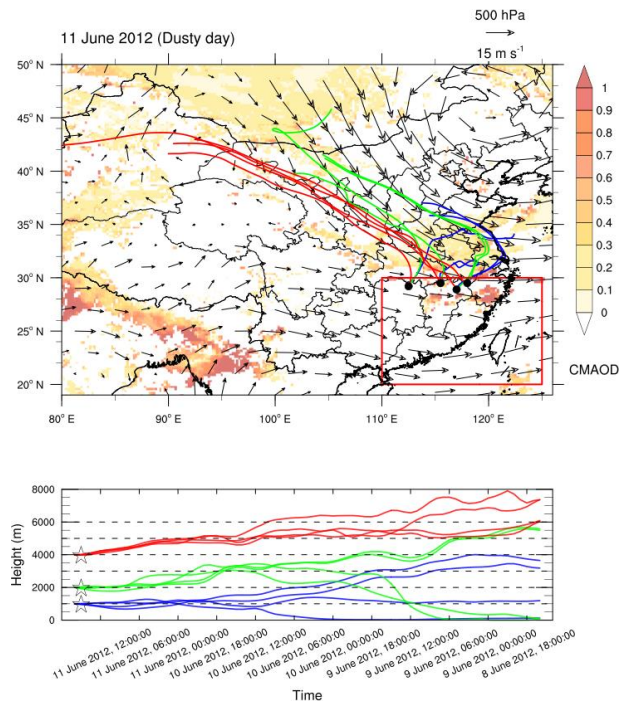 500 hPa
11 June 2012 (Dusty day)
15 m s⁻¹
50° N
45° N
40° N
35° N
30° N
25° N
20° N
80° E
90° E
100° E
110° E
120° E
1
0.9
0.8
0.7
0.6
0.5
0.4
0.3
0.2
0.1
0
CMAOD
8000
6000
4000
2000
0
Height (m)
11 June 2012, 12:00:00
11 June 2012, 06:00:00
11 June 2012, 00:00:00
10 June 2012, 18:00:00
10 June 2012, 12:00:00
10 June 2012, 06:00:00
10 June 2012, 00:00:00
9 June 2012, 18:00:00
9 June 2012, 12:00:00
9 June 2012, 06:00:00
9 June 2012, 00:00:00
8 June 2012, 18:00:00
Time